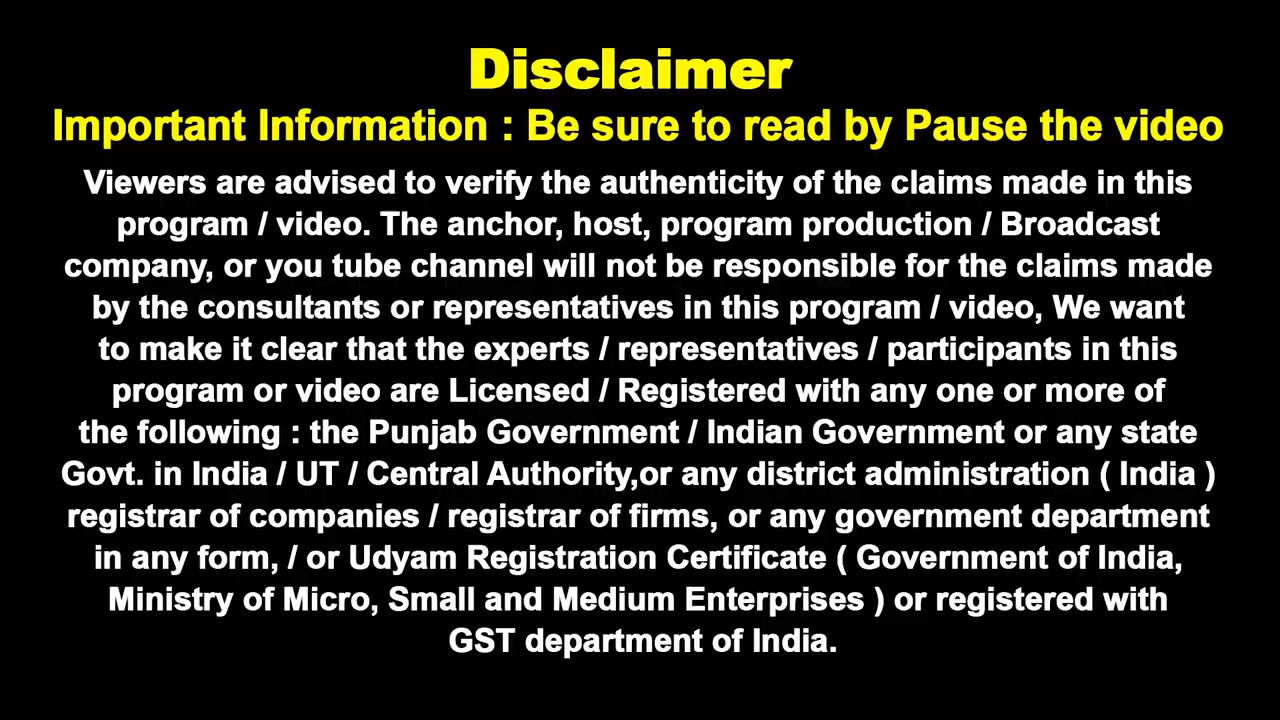 Disclaimer
Important Information : Be sure to read by Pause the video
Viewers are advised to verify the authenticity of the claims made in this
program / video. The anchor, host, program production / Broadcast
company, or you tube channel will not be responsible for the claims made
by the consultants or representatives in this program / video, We want
to make it clear that the experts / representatives / participants in this
program or video are Licensed / Registered with any one or more of
the following : the Punjab Government / Indian Government or any state
Govt. in India / UT / Central Authority,or any district administration ( India )
registrar of companies / registrar of firms, or any government department
in any form, / or Udyam Registration Certificate ( Government of India,
Ministry of Micro, Small and Medium Enterprises ) or registered with
GST department of India.